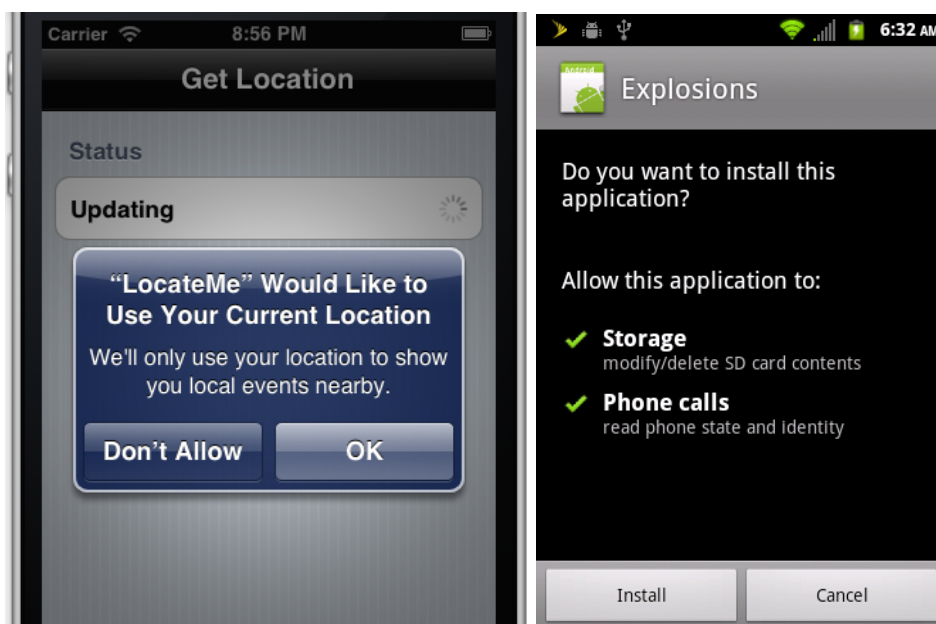 Carrier 8:56 PM
Get Location
Status
Updating
“LocateMe” Would Like to
Use Your Current Location
We'll only use your location to show
you local events nearby.
Don’t Allow OK
6:32 AM
Android
Explosions
Do you want to install this
application?
Allow this application to:
Storage
modify/delete SD card contents
Phone calls
read phone state and identity
Install Cancel